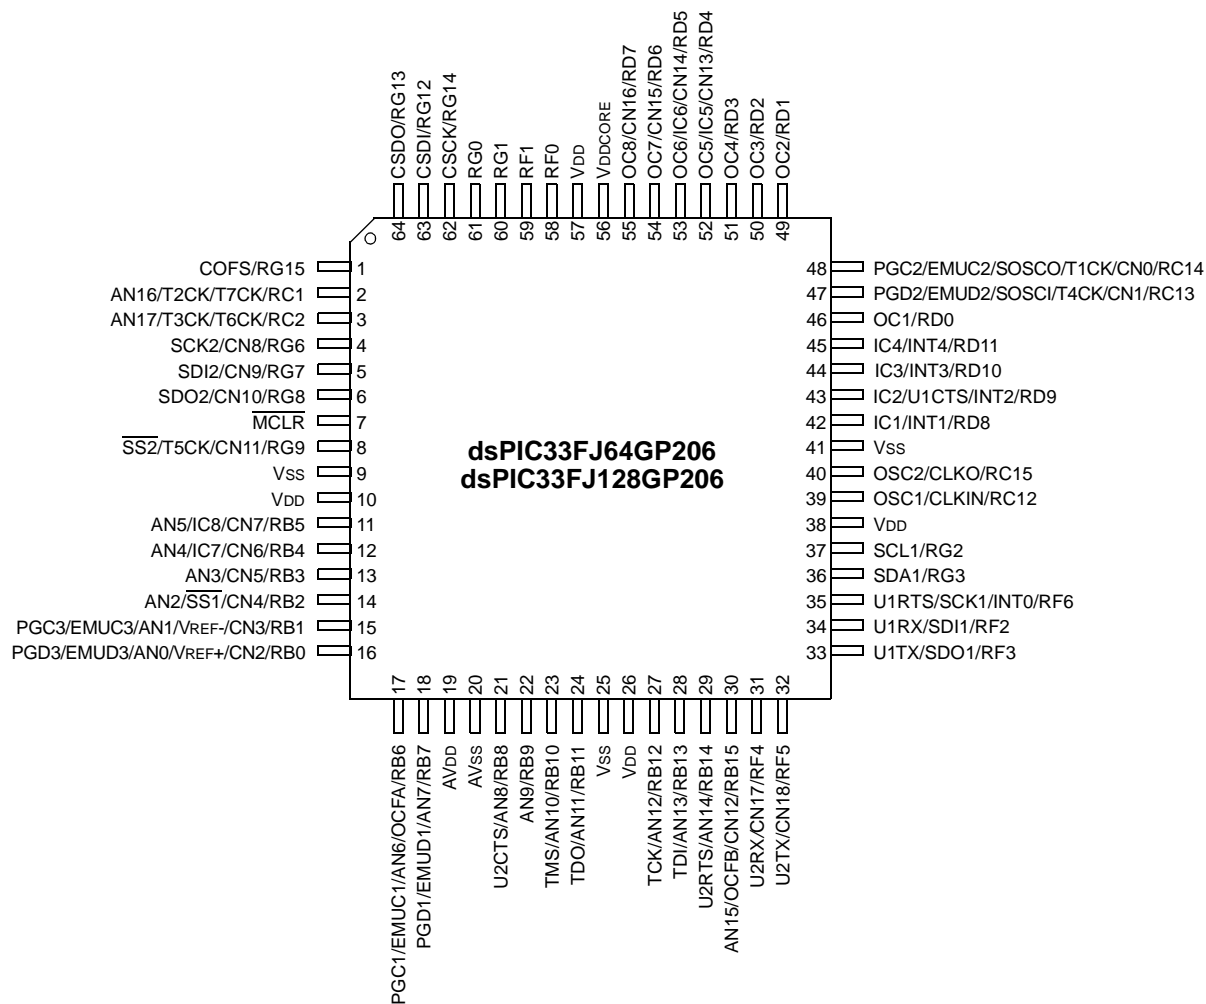 CSDO/RG13
CSDI/RG12
CSCK/RG14
RG0
RG1
RF1
RF0
VDD
VDDCORE
OC8/CN16/RD7
OC7/CN15/RD6
OC6/IC6/CN14/RD5
OC5/IC5/CN13/RD4
OC4/RD3
OC3/RD2
OC2/RD1
64 63 62 61 60 59 58 57 56 55 54 53 52 51 50 49
COFS/RG15 1
AN16/T2CK/T7CK/RC1 2
AN17/T3CK/T6CK/RC2 3
SCK2/CN8/RG6 4
SDI2/CN9/RG7 5
SDO2/CN10/RG8 6
MCLR 7
SS2/T5CK/CN11/RG9 8
VSS 9
VDD 10
AN5/IC8/CN7/RB5 11
AN4/IC7/CN6/RB4 12
AN3/CN5/RB3 13
AN2/SS1/CN4/RB2 14
PGC3/EMUC3/AN1/VREF-/CN3/RB1 15
PGD3/EMUD3/AN0/VREF+/CN2/RB0 16
dsPIC33FJ64GP206
dsPIC33FJ128GP206
48 PGC2/EMUC2/SOSCO/T1CK/CN0/RC14
47 PGD2/EMUD2/SOSCI/T4CK/CN1/RC13
46 OC1/RD0
45 IC4/INT4/RD11
44 IC3/INT3/RD10
43 IC2/U1CTS/INT2/RD9
42 IC1/INT1/RD8
41 VSS
40 OSC2/CLKO/RC15
39 OSC1/CLKIN/RC12
38 VDD
37 SCL1/RG2
36 SDA1/RG3
35 U1RTS/SCK1/INT0/RF6
34 U1RX/SDI1/RF2
33 U1TX/SDO1/RF3
17 18 19 20 21 22 23 24 25 26 27 28 29 30 31 32
PGC1/EMUC1/AN6/OCFA/RB6
PGD1/EMUD1/AN7/RB7
AVDD
AVSS
U2CTS/AN8/RB8
AN9/RB9
TMS/AN10/RB10
TDO/AN11/RB11
VSS
VDD
TCK/AN12/RB12
TDI/AN13/RB13
U2RTS/AN14/RB14
AN15/OCFB/CN12/RB15
U2RX/CN17/RF4
U2TX/CN18/RF5